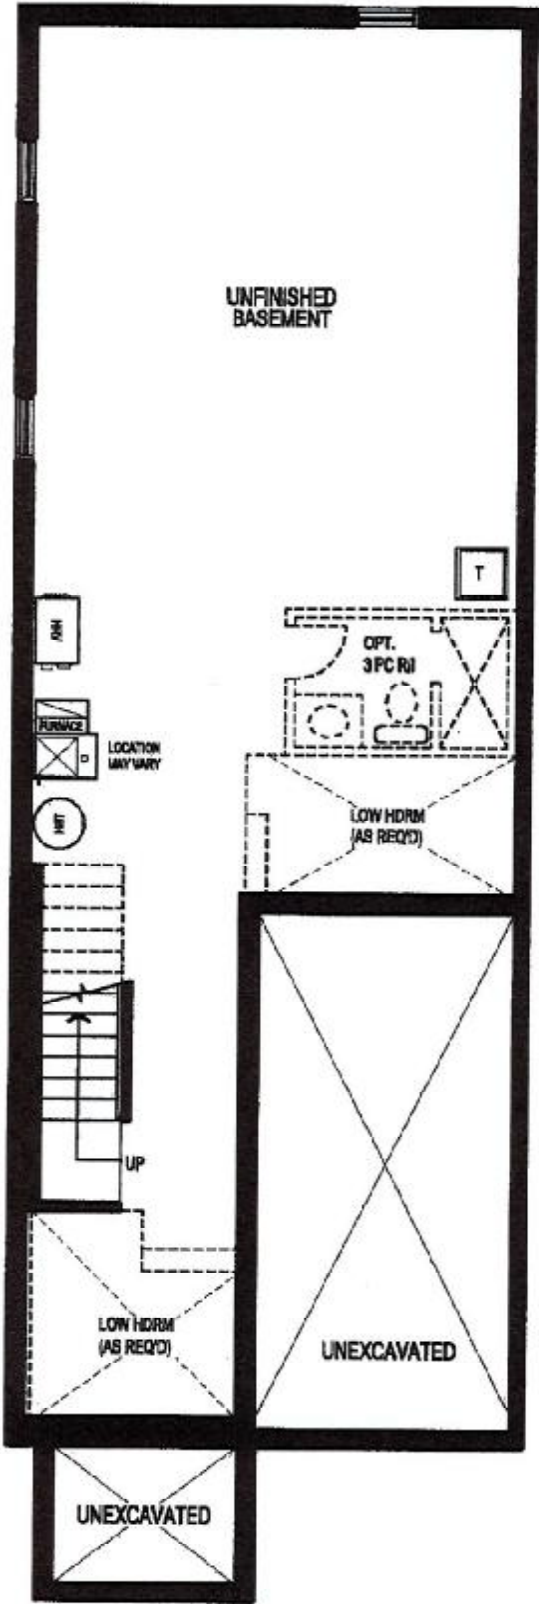 UNFINISHED
BASEMENT
T
OPT.
3 PC R/I
FURNACE
LOCATION
MAY VARY
LOW HDRM
(AS REQ'D)
UP
LOW HDRM
(AS REQ'D)
UNEXCAVATED
UNEXCAVATED